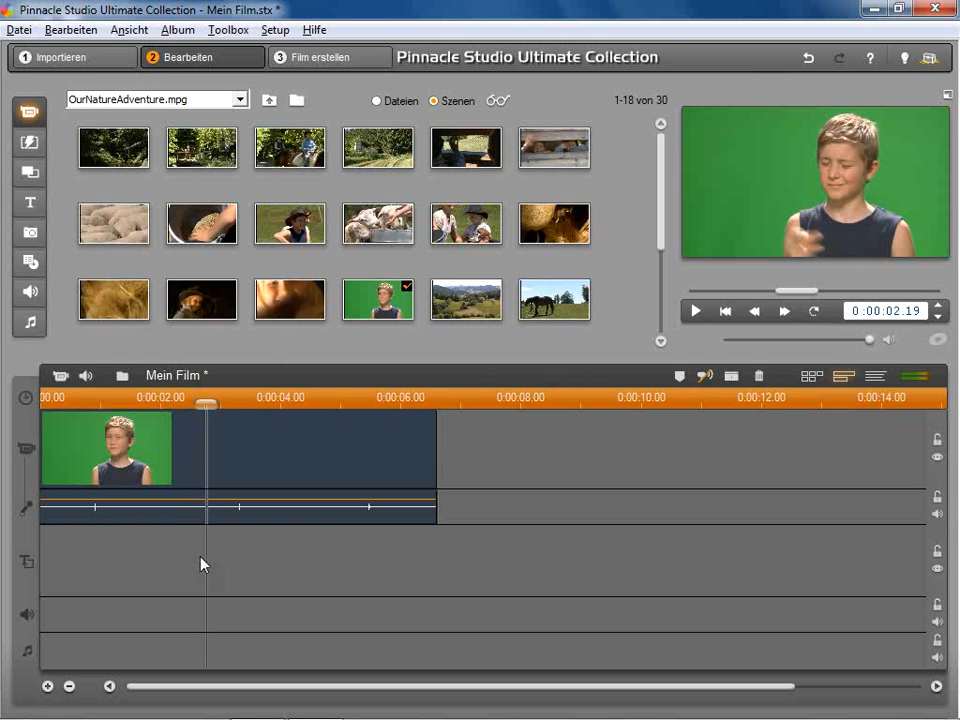 Pinnacle Studio Ultimate Collection - Mein Film.stx *
Datei Bearbeiten Ansicht Album Toolbox Setup Hilfe
1 Importieren 2 Bearbeiten 3 Film erstellen Pinnacle Studio Ultimate Collection
OurNatureAdventure.mpg Dateien Szenen 1-18 von 30
0:00:02.19
Mein Film *
00.00 0:00:02.00 0:00:04.00 0:00:06.00 0:00:08.00 0:00:10.00 0:00:12.00 0:00:14.00